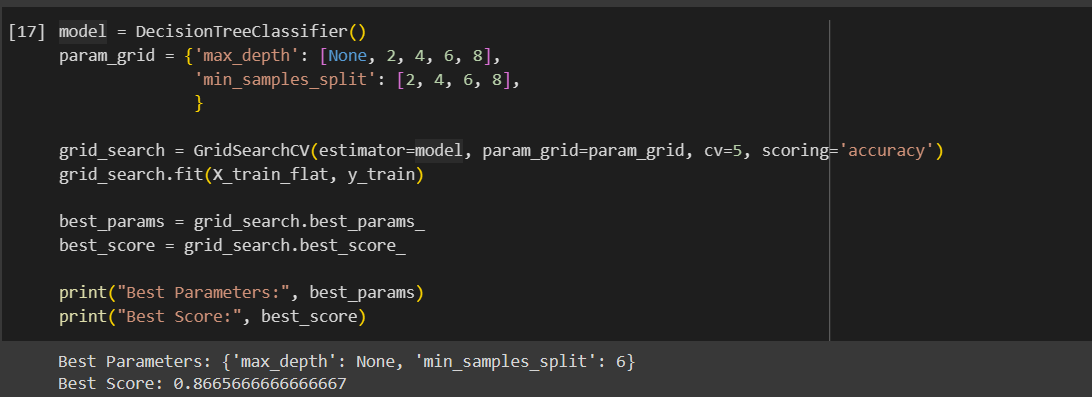 [17] model = DecisionTreeClassifier()
param_grid = {'max_depth': [None, 2, 4, 6, 8],
'min_samples_split': [2, 4, 6, 8],
}
grid_search = GridSearchCV(estimator=model, param_grid=param_grid, cv=5, scoring='accuracy')
grid_search.fit(X_train_flat, y_train)
best_params = grid_search.best_params_
best_score = grid_search.best_score_
print("Best Parameters:", best_params)
print("Best Score:", best_score)
Best Parameters: {'max_depth': None, 'min_samples_split': 6}
Best Score: 0.8665666666666667